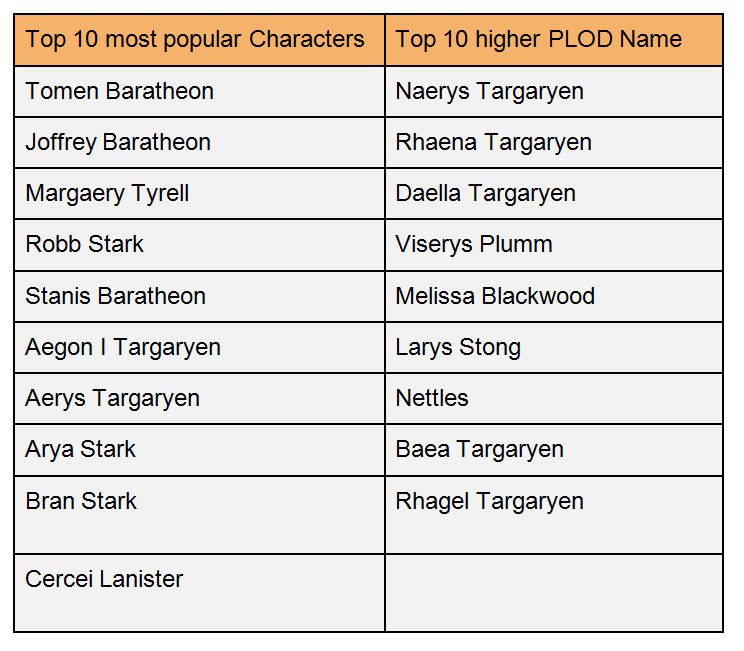 Top 10 most popular Characters Top 10 higher PLOD Name
Tomen Baratheon Naerys Targaryen
Joffrey Baratheon Rhaena Targaryen
Margaery Tyrell Daella Targaryen
Robb Stark Viserys Plumm
Stanis Baratheon Melissa Blackwood
Aegon I Targaryen Larys Stong
Aerys Targaryen Nettles
Arya Stark Baea Targaryen
Bran Stark Rhagel Targaryen
Cercei Lanister